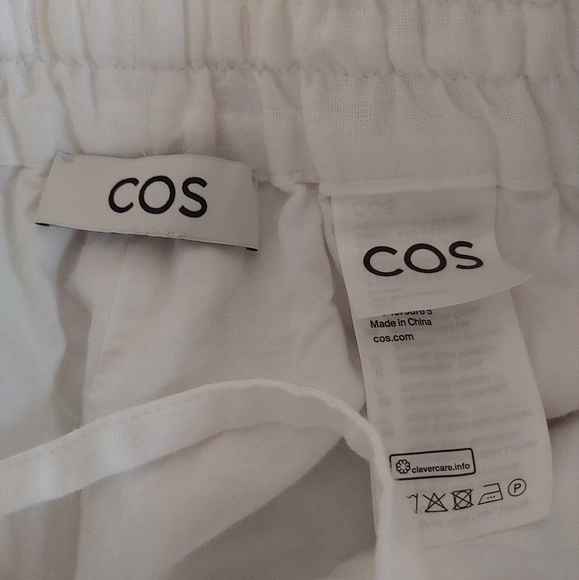 COS
COS
Made in China
cos.com
clevercare.info
P